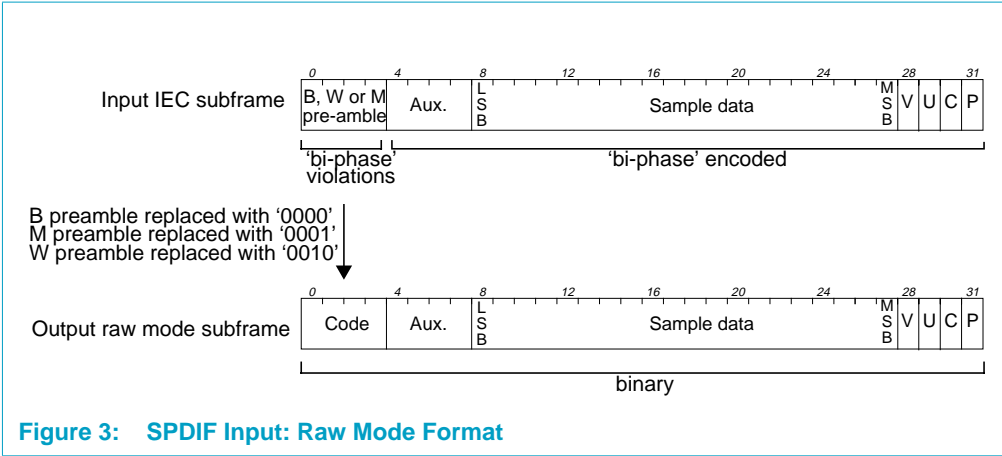 0 4 8 12 16 20 24 28 31
Input IEC subframe
B, W or M
pre-amble
Aux.
L
S
B
Sample data
M
S
B
V U C P
‘bi-phase’
violations
‘bi-phase’ encoded
B preamble replaced with ‘0000’
M preamble replaced with ‘0001’
W preamble replaced with ‘0010’
0 4 8 12 16 20 24 28 31
Output raw mode subframe
Code
Aux.
L
S
B
Sample data
M
S
B
V U C P
binary
Figure 3: SPDIF Input: Raw Mode Format